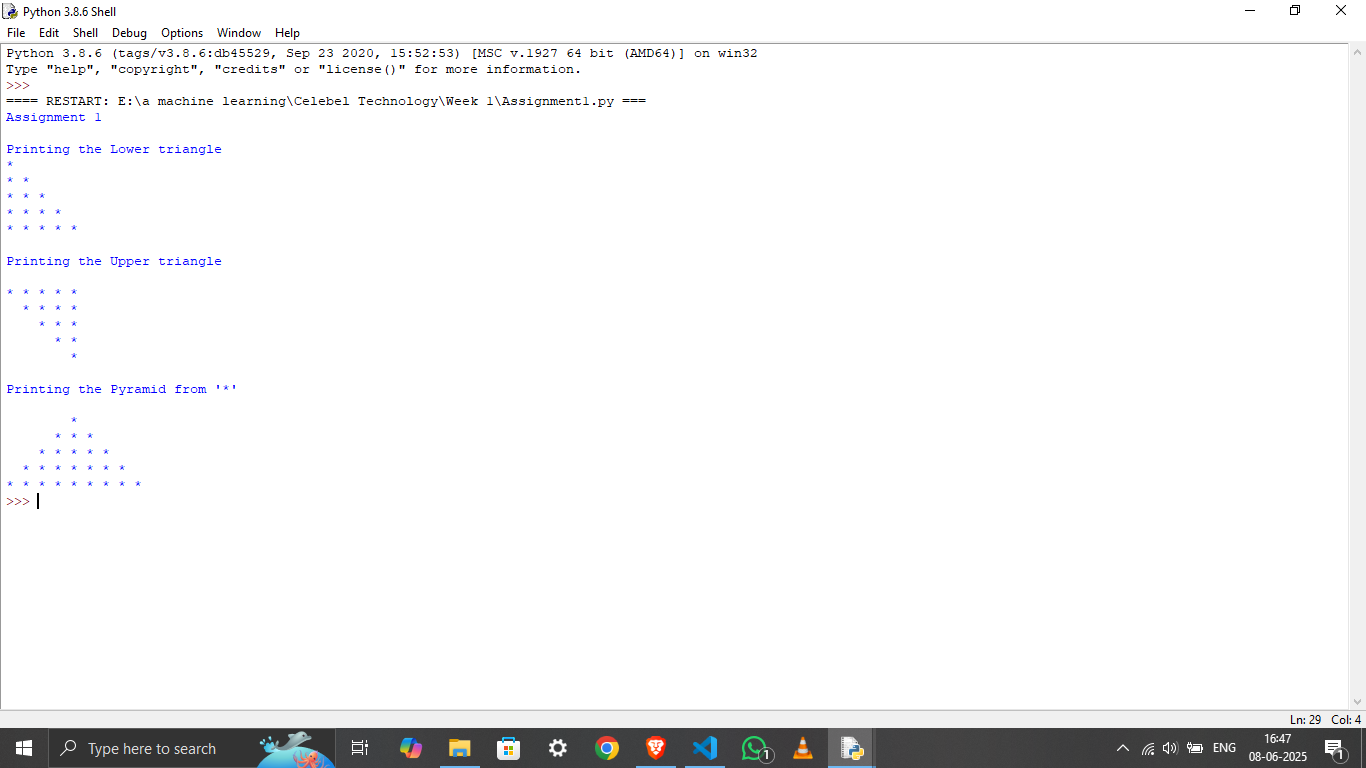 Python 3.8.6 Shell
File Edit Shell Debug Options Window Help
Python 3.8.6 (tags/v3.8.6:db45529, Sep 23 2020, 15:52:53) [MSC v.1927 64 bit (AMD64)] on win32
Type "help", "copyright", "credits" or "license()" for more information.
>>>
==== RESTART: E:\a machine learning\Celebel Technology\Week 1\Assignment1.py ===
Assignment 1
Printing the Lower triangle
*
* *
* * *
* * * *
* * * * *
Printing the Upper triangle
* * * * *
  * * * *
    * * *
      * *
        *
Printing the Pyramid from '*'
        *
      * * *
    * * * * *
  * * * * * * *
* * * * * * * * *
>>>
Ln: 29 Col: 4
Type here to search
1
ENG
16:47
08-06-2025
1